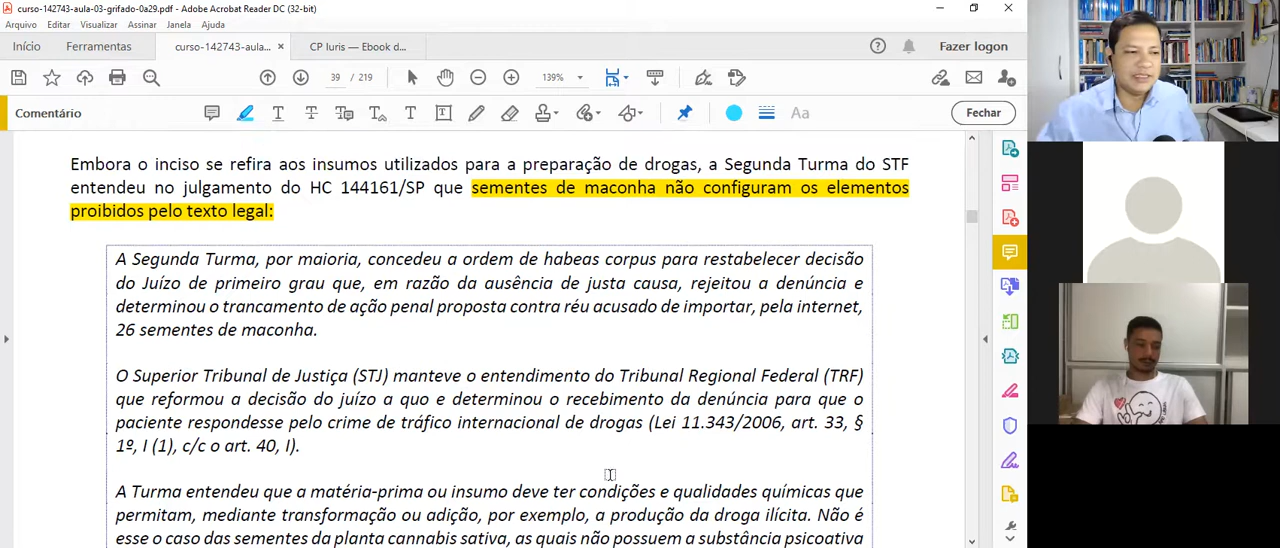 curso-142743-aula-03-grifado-0a29.pdf - Adobe Acrobat Reader DC (32-bit)
Arquivo Editar Visualizar Assinar Janela Ajuda
Início Ferramentas curso-142743-aula... × CP Iuris — Ebook d... Fazer logon
39 / 219 139%
Comentário Aa Fechar
Embora o inciso se refira aos insumos utilizados para a preparação de drogas, a Segunda Turma do STF
entendeu no julgamento do HC 144161/SP que sementes de maconha não configuram os elementos
proibidos pelo texto legal:
A Segunda Turma, por maioria, concedeu a ordem de habeas corpus para restabelecer decisão
do Juízo de primeiro grau que, em razão da ausência de justa causa, rejeitou a denúncia e
determinou o trancamento de ação penal proposta contra réu acusado de importar, pela internet,
26 sementes de maconha.
O Superior Tribunal de Justiça (STJ) manteve o entendimento do Tribunal Regional Federal (TRF)
que reformou a decisão do juízo a quo e determinou o recebimento da denúncia para que o
paciente respondesse pelo crime de tráfico internacional de drogas (Lei 11.343/2006, art. 33, §
1º, I (1), c/c o art. 40, I).
A Turma entendeu que a matéria-prima ou insumo deve ter condições e qualidades químicas que
permitam, mediante transformação ou adição, por exemplo, a produção da droga ilícita. Não é
esse o caso das sementes da planta cannabis sativa, as quais não possuem a substância psicoativa